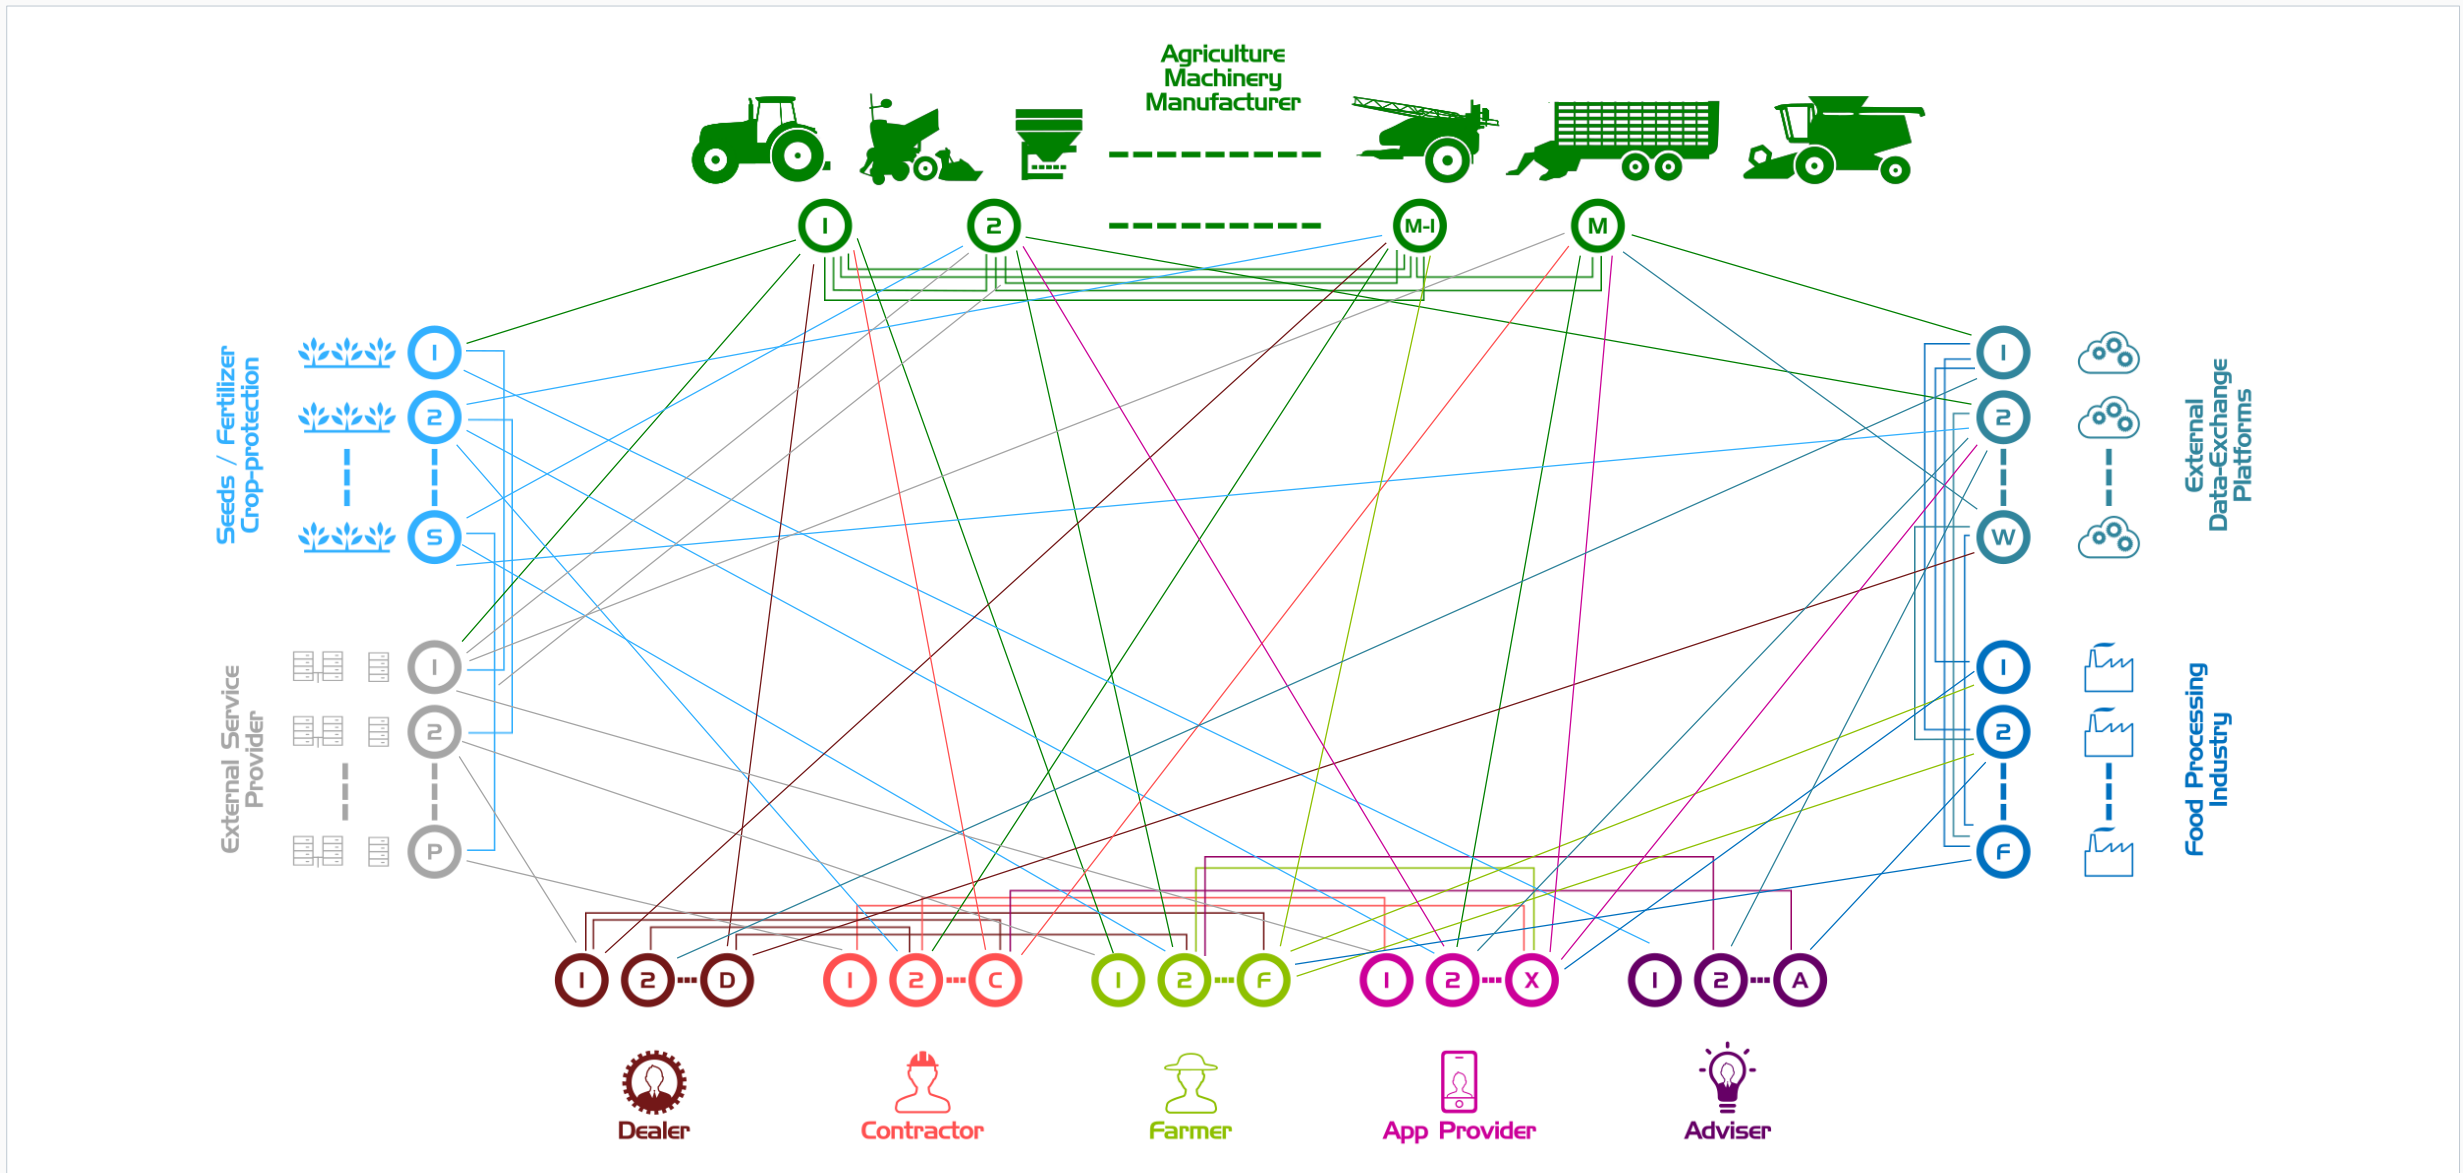 Agriculture
Machinery
Manufacturer
1
2
M-1
M
Seeds / Fertilizer
Crop-protection
1
2
S
External Service
Provider
1
2
P
1
2
W
External
Data-Exchange
Platforms
1
2
F
Food Processing
Industry
1 2 D
1 2 C
1 2 F
1 2 X
1 2 A
Dealer
Contractor
Farmer
App Provider
Adviser